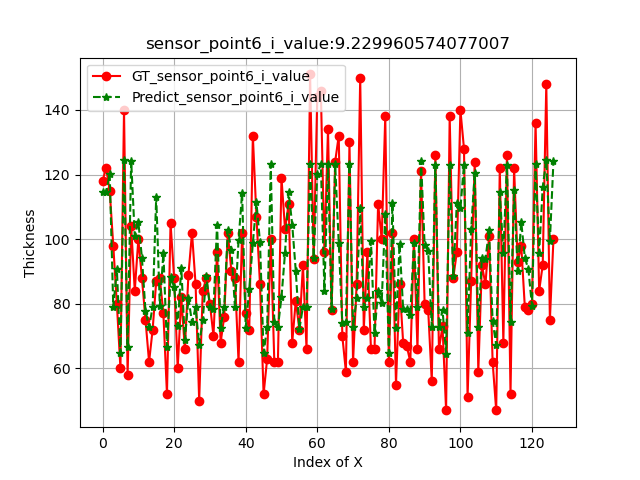 sensor_point6_i_value:9.229960574077007
GT_sensor_point6_i_value
Predict_sensor_point6_i_value
Thickness
140
120
100
80
60
0 20 40 60 80 100 120
Index of X